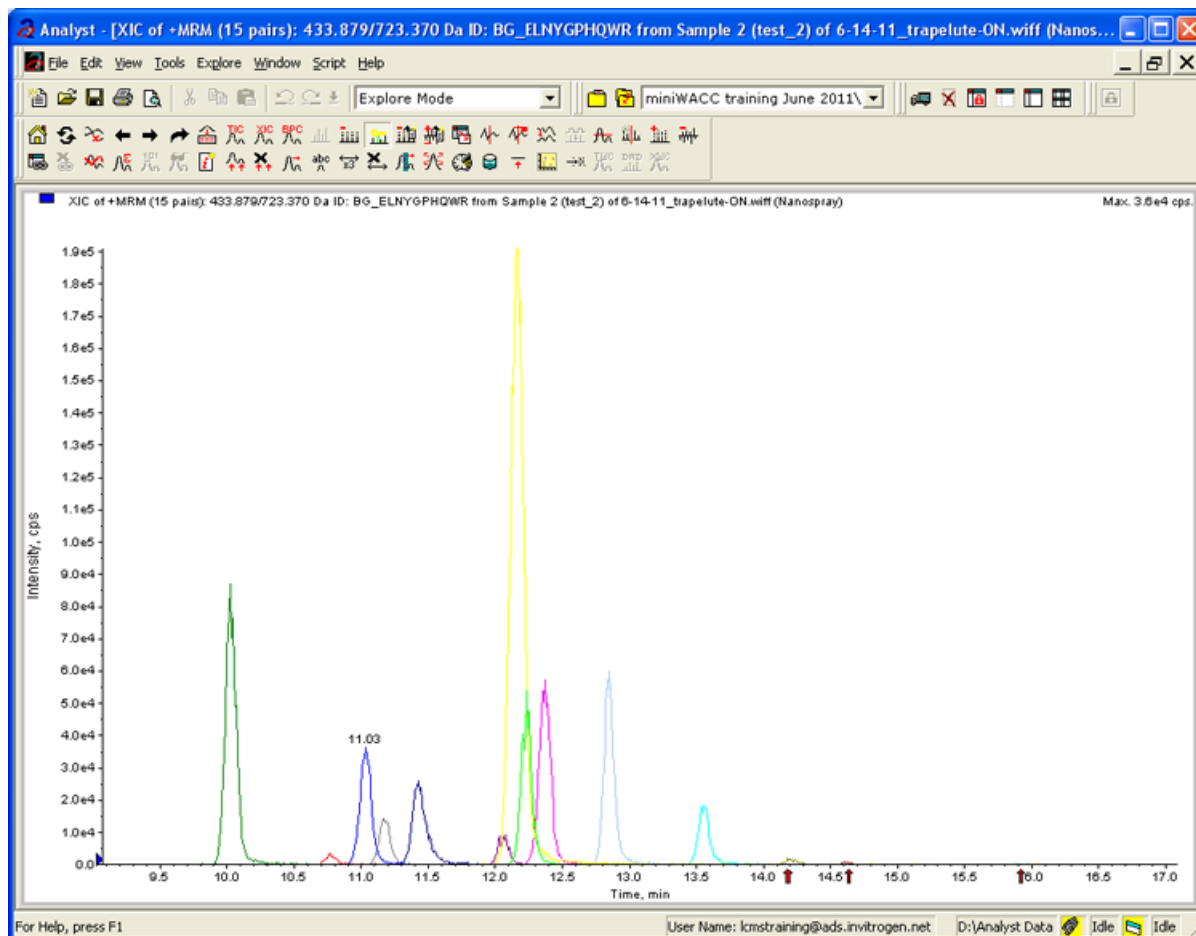 Analyst - [XIC of +MRM (15 pairs): 433.879/723.370 Da ID: BG_ELNYGPHQWR from Sample 2 (test_2) of 6-14-11_trapelute-ON.wiff (Nanos...
File Edit View Tools Explore Window Script Help
Explore Mode miniWACC training June 2011\
TIC XIC BPC
abc
XIC of +MRM (15 pairs): 433.879/723.370 Da ID: BG_ELNYGPHQWR from Sample 2 (test_2) of 6-14-11_trapelute-ON.wiff (Nanospray) Max. 3.6e4 cps.
1.9e5
1.8e5
1.7e5
1.6e5
1.5e5
1.4e5
1.3e5
1.2e5
1.1e5
1.0e5
9.0e4
8.0e4
7.0e4
6.0e4
5.0e4
4.0e4
3.0e4
2.0e4
1.0e4
0.0
Intensity, cps
11.03
9.5 10.0 10.5 11.0 11.5 12.0 12.5 13.0 13.5 14.0 14.5 15.0 15.5 16.0 16.5 17.0
Time, min
For Help, press F1 User Name: lcmstraining@ads.invitrogen.net D:\Analyst Data Idle Idle